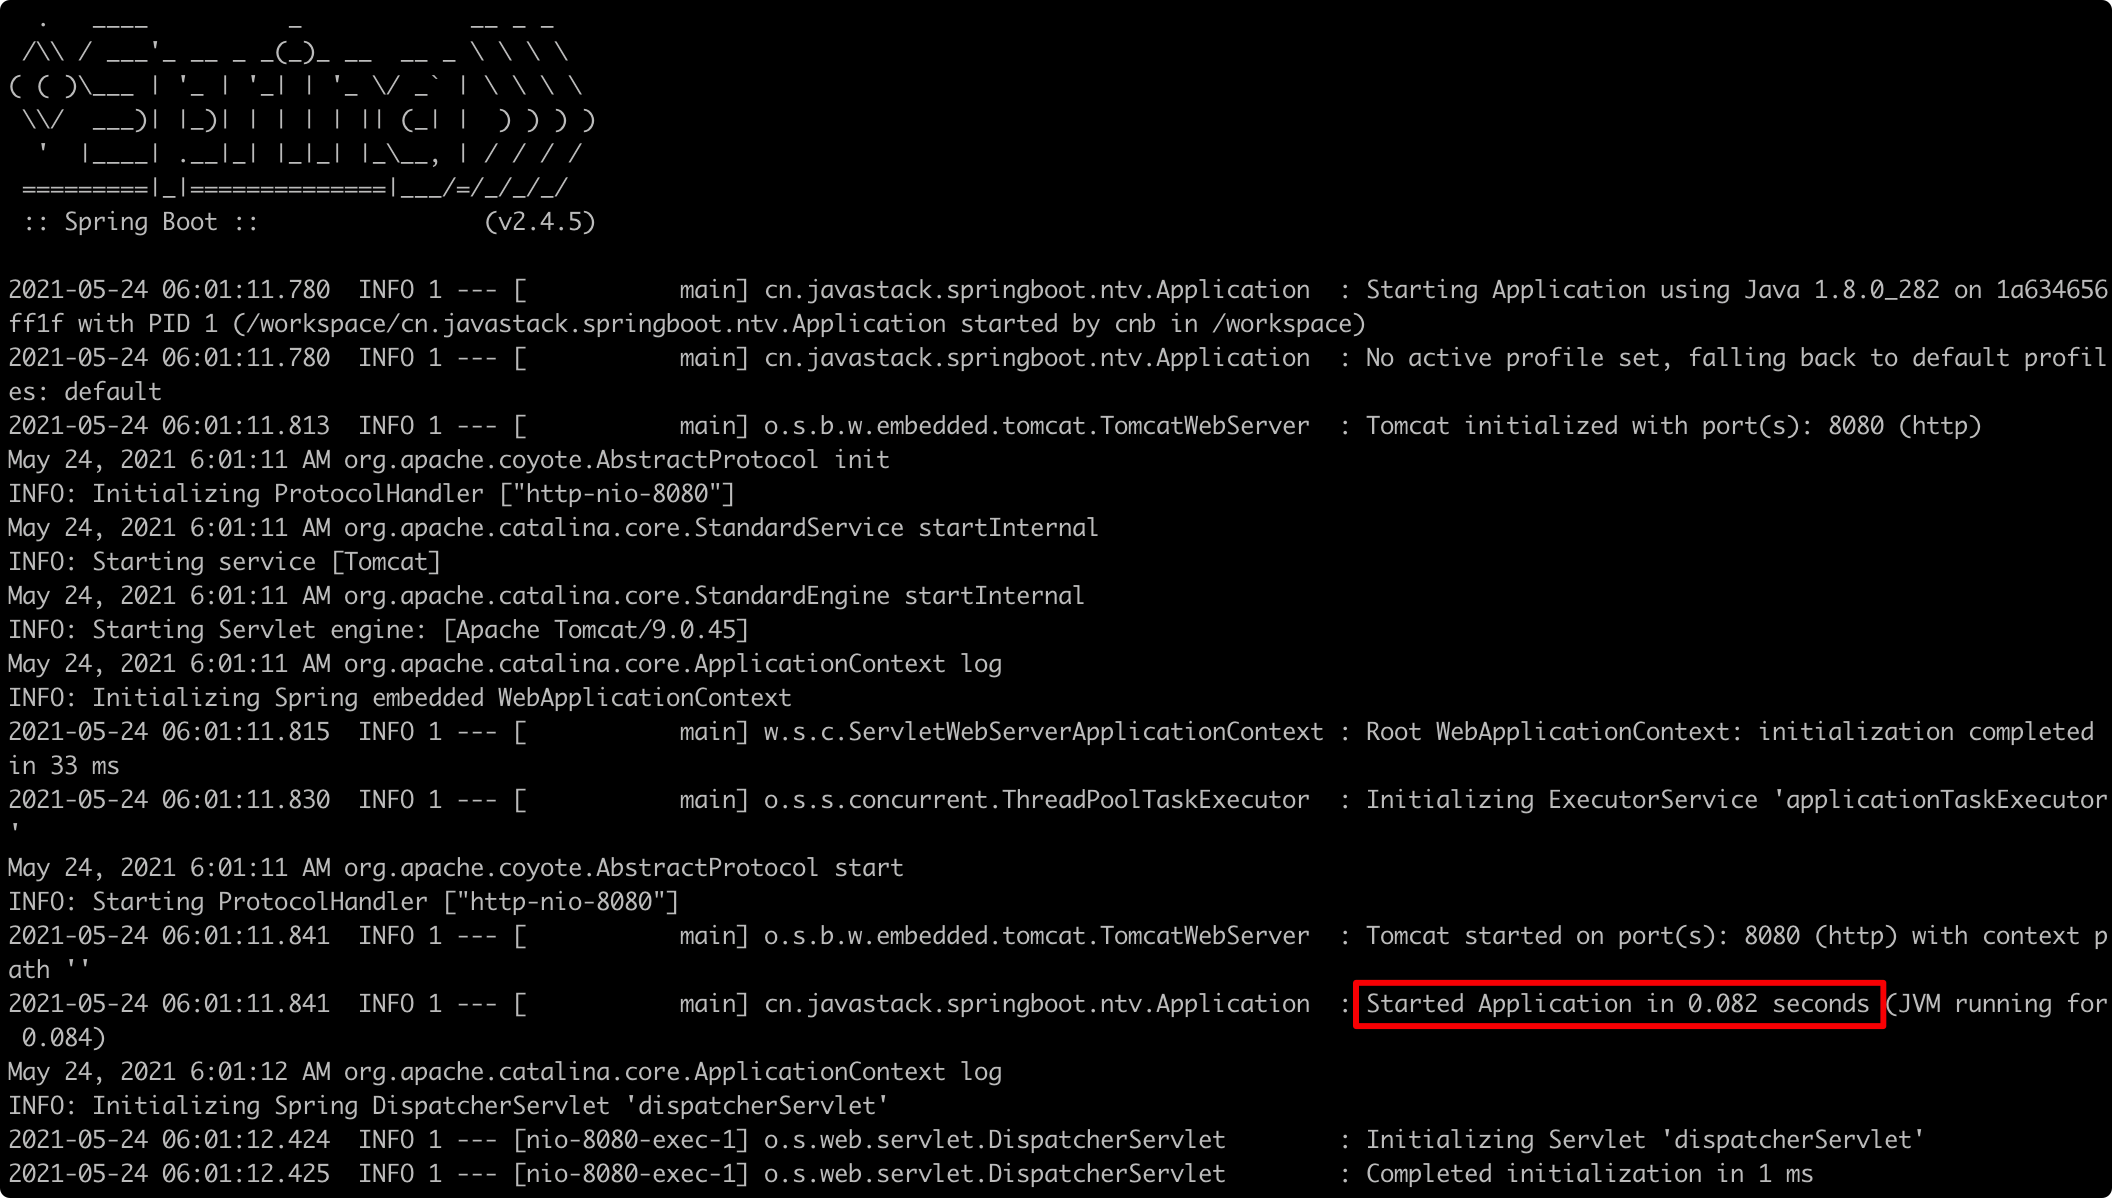 .   ____          _            __ _ _
 /\\ / ___'_ __ _ _(_)_ __  __ _ \ \ \ \
( ( )\___ | '_ | '_| | '_ \/ _` | \ \ \ \
 \\/  ___)| |_)| | | | | || (_| |  ) ) ) )
  '  |____| .__|_| |_|_| |_\__, | / / / /
 =========|_|==============|___/=/_/_/_/
 :: Spring Boot ::                (v2.4.5)

2021-05-24 06:01:11.780  INFO 1 --- [           main] cn.javastack.springboot.ntv.Application  : Starting Application using Java 1.8.0_282 on 1a634656
ff1f with PID 1 (/workspace/cn.javastack.springboot.ntv.Application started by cnb in /workspace)
2021-05-24 06:01:11.780  INFO 1 --- [           main] cn.javastack.springboot.ntv.Application  : No active profile set, falling back to default profil
es: default
2021-05-24 06:01:11.813  INFO 1 --- [           main] o.s.b.w.embedded.tomcat.TomcatWebServer  : Tomcat initialized with port(s): 8080 (http)
May 24, 2021 6:01:11 AM org.apache.coyote.AbstractProtocol init
INFO: Initializing ProtocolHandler ["http-nio-8080"]
May 24, 2021 6:01:11 AM org.apache.catalina.core.StandardService startInternal
INFO: Starting service [Tomcat]
May 24, 2021 6:01:11 AM org.apache.catalina.core.StandardEngine startInternal
INFO: Starting Servlet engine: [Apache Tomcat/9.0.45]
May 24, 2021 6:01:11 AM org.apache.catalina.core.ApplicationContext log
INFO: Initializing Spring embedded WebApplicationContext
2021-05-24 06:01:11.815  INFO 1 --- [           main] w.s.c.ServletWebServerApplicationContext : Root WebApplicationContext: initialization completed
in 33 ms
2021-05-24 06:01:11.830  INFO 1 --- [           main] o.s.s.concurrent.ThreadPoolTaskExecutor  : Initializing ExecutorService 'applicationTaskExecutor
'
May 24, 2021 6:01:11 AM org.apache.coyote.AbstractProtocol start
INFO: Starting ProtocolHandler ["http-nio-8080"]
2021-05-24 06:01:11.841  INFO 1 --- [           main] o.s.b.w.embedded.tomcat.TomcatWebServer  : Tomcat started on port(s): 8080 (http) with context p
ath ''
2021-05-24 06:01:11.841  INFO 1 --- [           main] cn.javastack.springboot.ntv.Application  : Started Application in 0.082 seconds (JVM running for
 0.084)
May 24, 2021 6:01:12 AM org.apache.catalina.core.ApplicationContext log
INFO: Initializing Spring DispatcherServlet 'dispatcherServlet'
2021-05-24 06:01:12.424  INFO 1 --- [nio-8080-exec-1] o.s.web.servlet.DispatcherServlet        : Initializing Servlet 'dispatcherServlet'
2021-05-24 06:01:12.425  INFO 1 --- [nio-8080-exec-1] o.s.web.servlet.DispatcherServlet        : Completed initialization in 1 ms